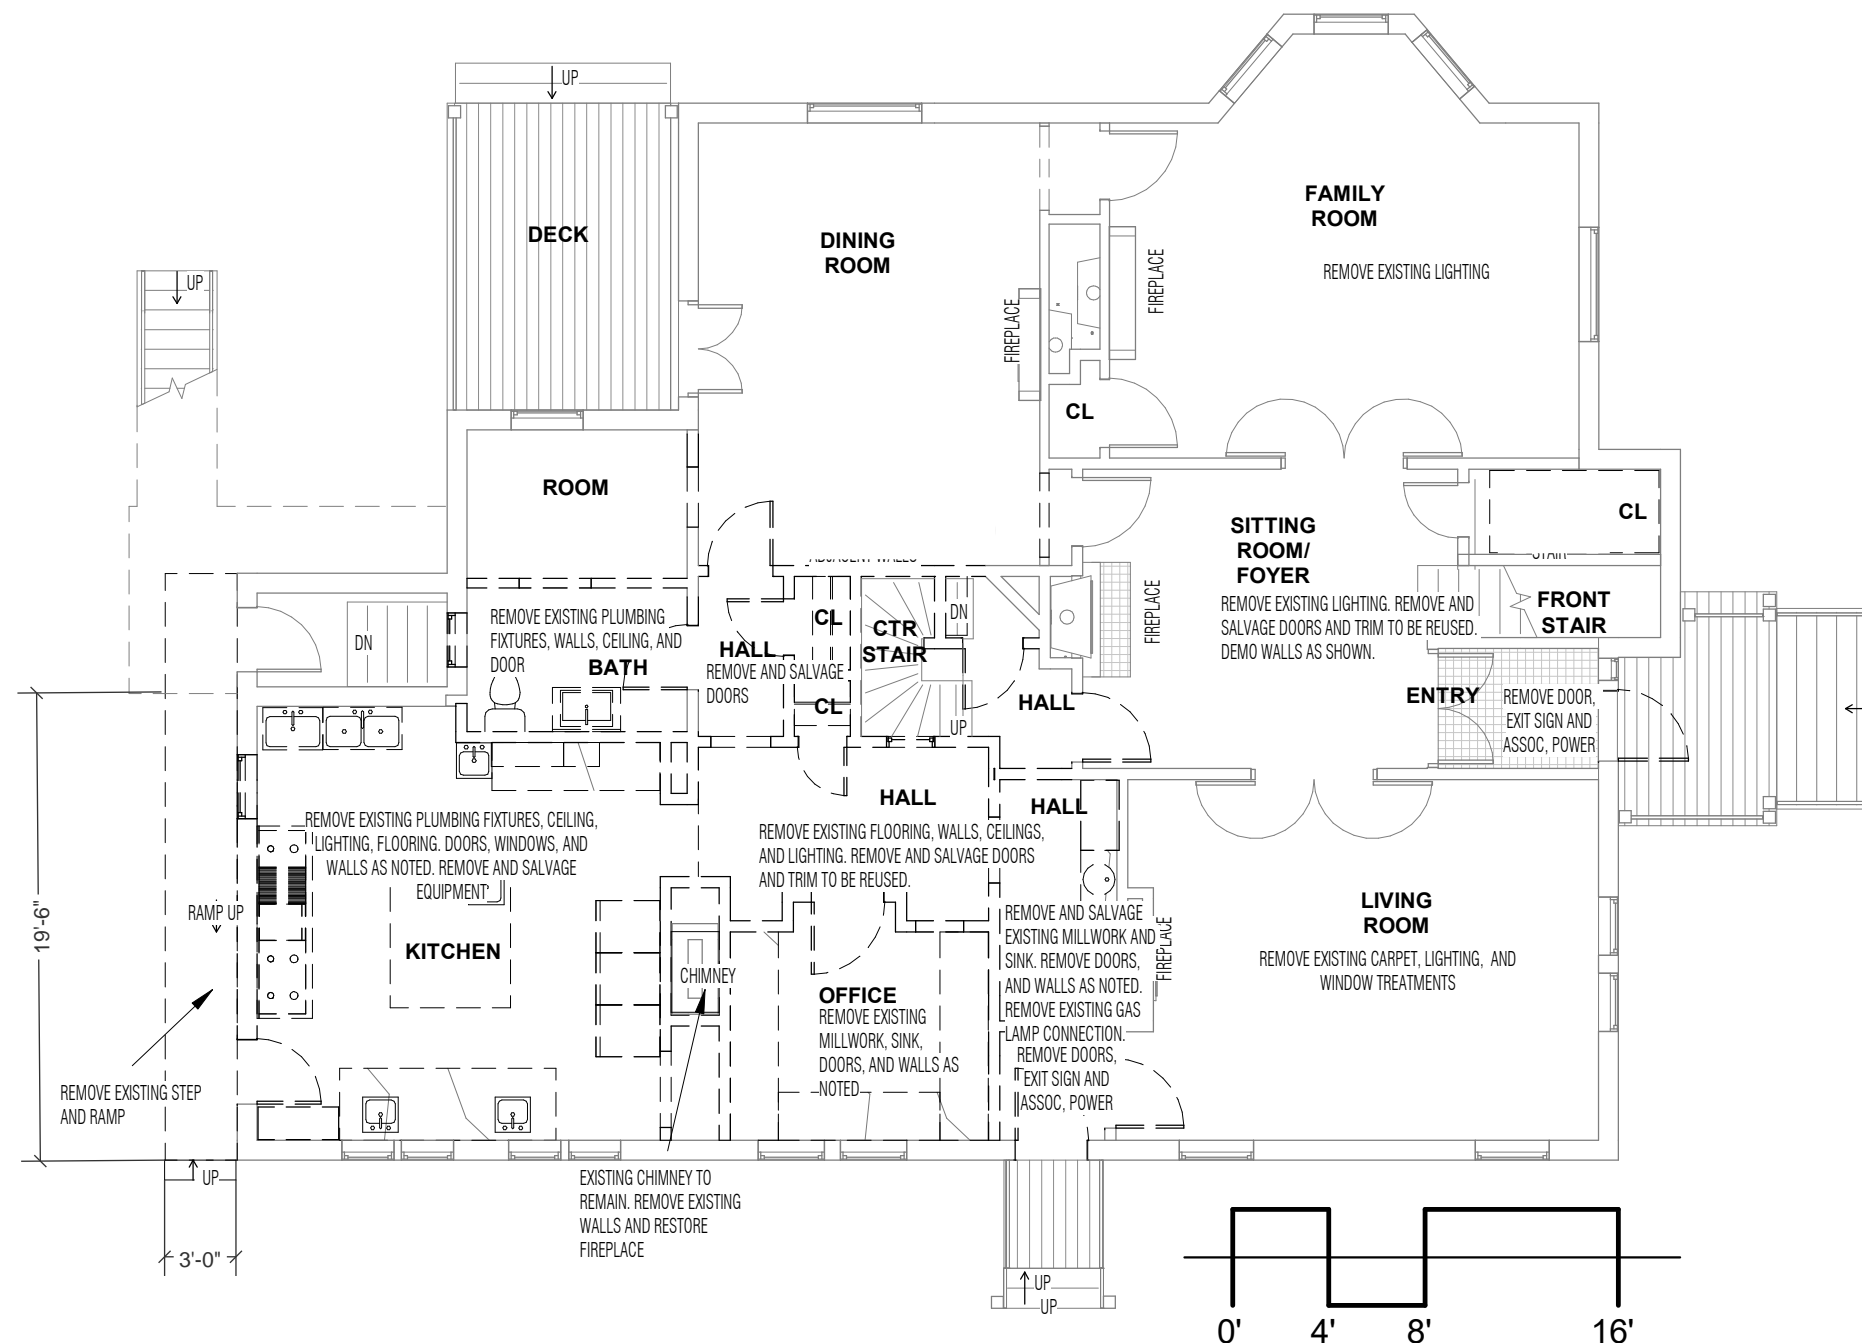 UP
DECK
DINING
ROOM
FAMILY
ROOM
REMOVE EXISTING LIGHTING
FIREPLACE
FIREPLACE
UP
CL
ROOM
SITTING
ROOM/
FOYER
REMOVE EXISTING LIGHTING. REMOVE AND
SALVAGE DOORS AND TRIM TO BE REUSED.
DEMO WALLS AS SHOWN.
CL
STAIR
FRONT
STAIR
ADJACENT WALLS
DN
REMOVE EXISTING PLUMBING
FIXTURES, WALLS, CEILING, AND
DOOR
BATH
HALL
REMOVE AND SALVAGE
DOORS
CL
CL
CTR
STAIR
DN
UP
HALL
FIREPLACE
ENTRY
REMOVE DOOR,
EXIT SIGN AND
ASSOC, POWER
REMOVE EXISTING PLUMBING FIXTURES, CEILING,
LIGHTING, FLOORING. DOORS, WINDOWS, AND
WALLS AS NOTED. REMOVE AND SALVAGE
EQUIPMENT
KITCHEN
HALL
REMOVE EXISTING FLOORING, WALLS, CEILINGS,
AND LIGHTING. REMOVE AND SALVAGE DOORS
AND TRIM TO BE REUSED.
HALL
REMOVE AND SALVAGE
EXISTING MILLWORK AND
SINK. REMOVE DOORS,
AND WALLS AS NOTED.
REMOVE EXISTING GAS
LAMP CONNECTION.
REMOVE DOORS,
EXIT SIGN AND
ASSOC, POWER
FIREPLACE
LIVING
ROOM
REMOVE EXISTING CARPET, LIGHTING, AND
WINDOW TREATMENTS
RAMP UP
19'-6"
CHIMNEY
OFFICE
REMOVE EXISTING
MILLWORK, SINK,
DOORS, AND WALLS AS
NOTED
REMOVE EXISTING STEP
AND RAMP
UP
3'-0"
EXISTING CHIMNEY TO
REMAIN. REMOVE EXISTING
WALLS AND RESTORE
FIREPLACE
UP
UP
0' 4' 8' 16'